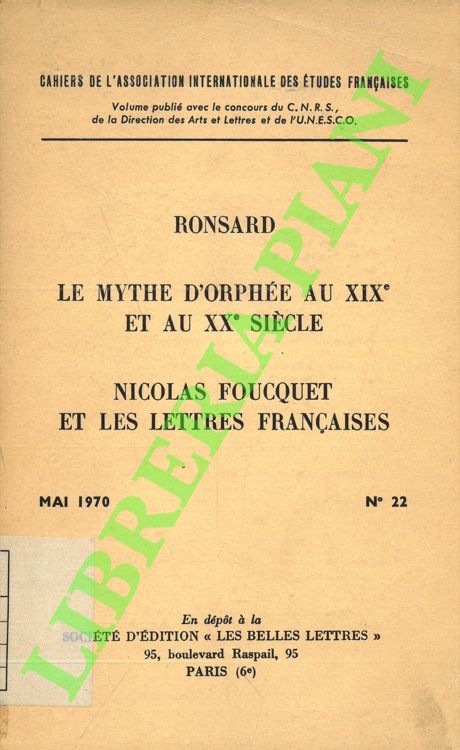 CAHIERS DE L'ASSOCIATION INTERNATIONALE DES ÉTUDES FRANÇAISES
Volume publié avec le concours du C.N.R.S.,
de la Direction des Arts et Lettres et de l'U.N.E.S.C.O.
RONSARD
LE MYTHE D'ORPHÉE AU XIXe
ET AU XXe SIÈCLE
NICOLAS FOUCQUET
ET LES LETTRES FRANÇAISES
MAI 1970 No 22
En dépôt à la
SOCIÉTÉ D'ÉDITION « LES BELLES LETTRES »
95, boulevard Raspail, 95
PARIS (6e)
LIBRERIA PIANI